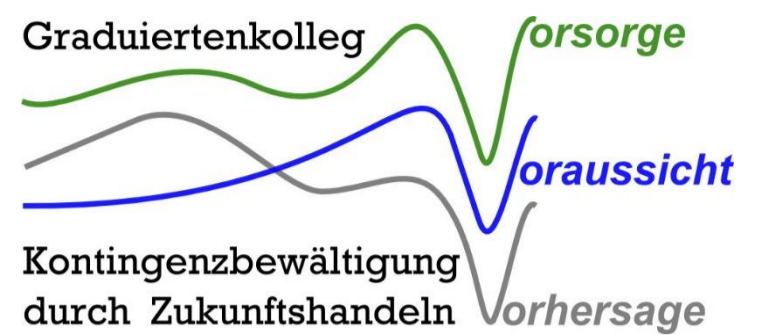 Graduiertenkolleg Vorsorge
Voraussicht
Kontingenzbewältigung
durch Zukunftshandeln Vorhersage